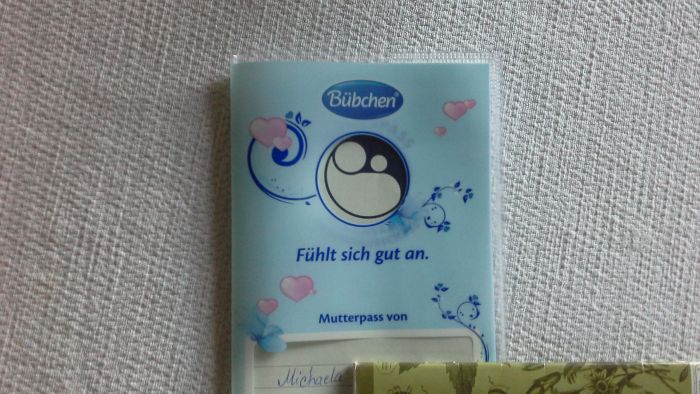 Bübchen®
Fühlt sich gut an.
Mutterpass von
Michaela